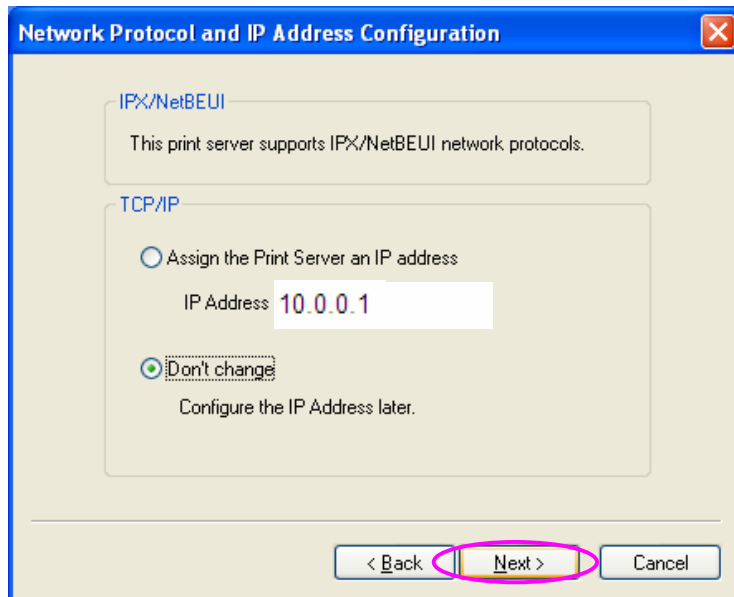 Network Protocol and IP Address Configuration
IPX/NetBEUI
This print server supports IPX/NetBEUI network protocols.
TCP/IP
Assign the Print Server an IP address
IP Address 10.0.0.1
Don't change
Configure the IP Address later.
< Back Next > Cancel